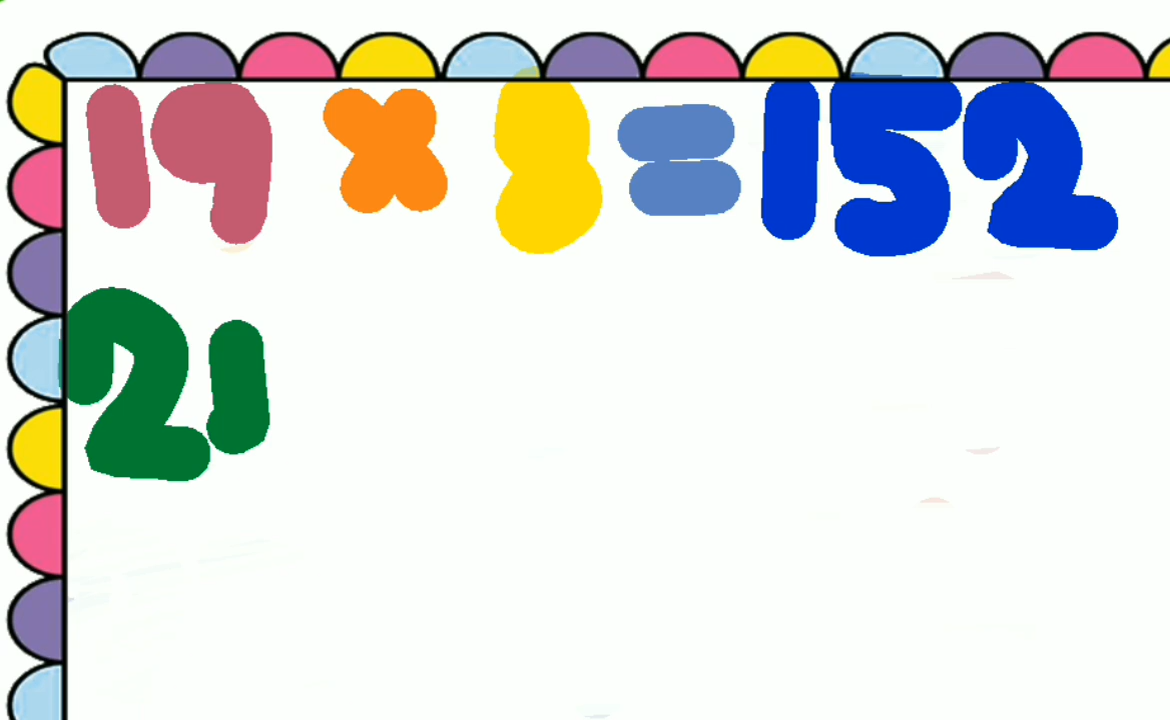 19 × 8 = 152
21